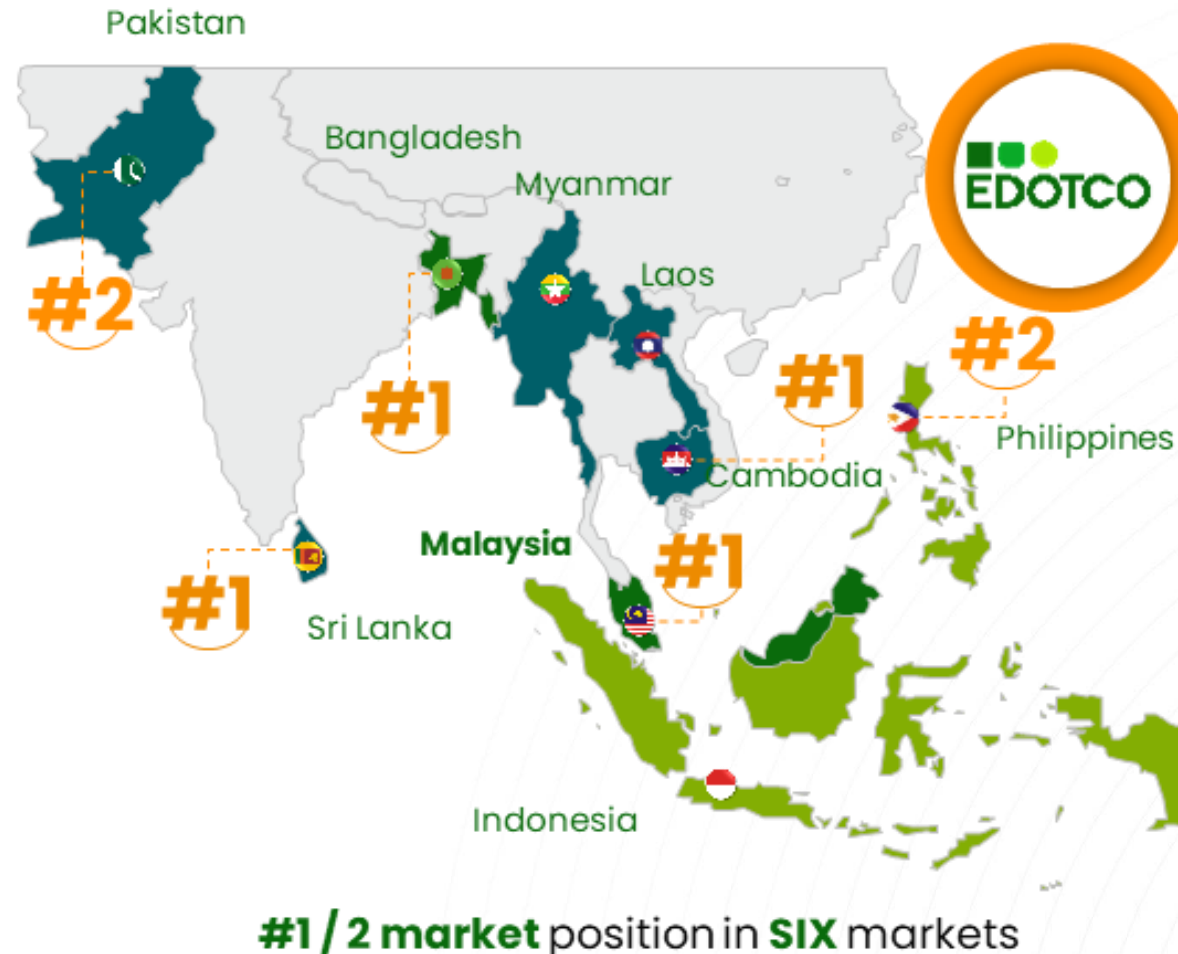 Pakistan
Bangladesh
EDOTCO
Myanmar
Laos
#2
#2
#1
#1
Philippines
Cambodia
Malaysia
#1
#1
Sri Lanka
Indonesia
#1 / 2 market position in SIX markets